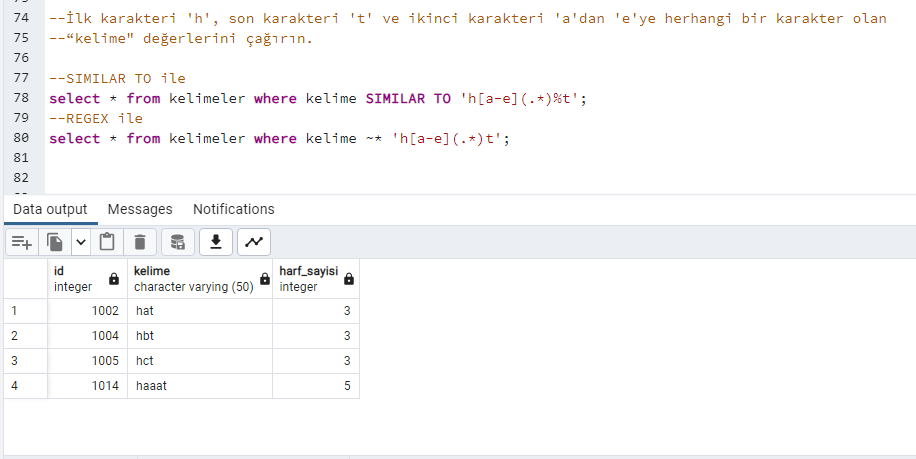 74 --İlk karakteri 'h', son karakteri 't' ve ikinci karakteri 'a'dan 'e'ye herhangi bir karakter olan
75 --“kelime" değerlerini çağırın.
76
77 --SIMILAR TO ile
78 select * from kelimeler where kelime SIMILAR TO 'h[a-e](.*)%t';
79 --REGEX ile
80 select * from kelimeler where kelime ~* 'h[a-e](.*)t';
81
82
Data output Messages Notifications
id kelime harf_sayisi
integer character varying (50) integer
1 1002 hat 3
2 1004 hbt 3
3 1005 hct 3
4 1014 haaat 5